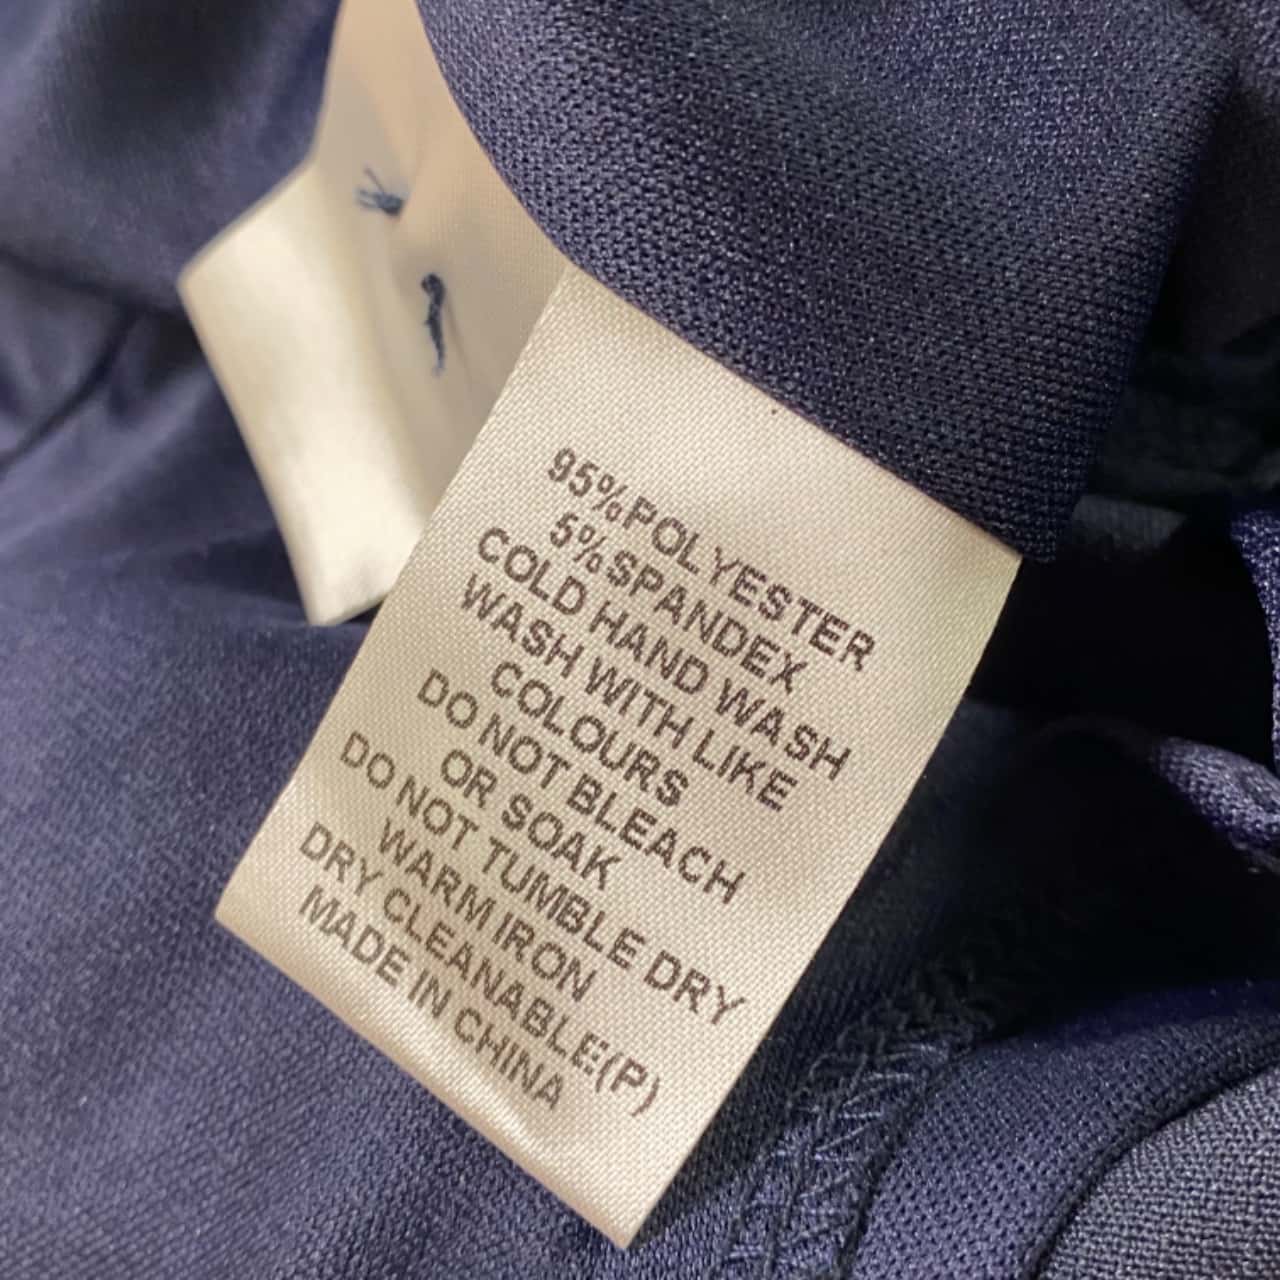 95%POLYESTER
5%SPANDEX
COLD HAND WASH
WASH WITH LIKE
COLOURS
DO NOT BLEACH
OR SOAK
DO NOT TUMBLE DRY
WARM IRON
DRY CLEANABLE(P)
MADE IN CHINA